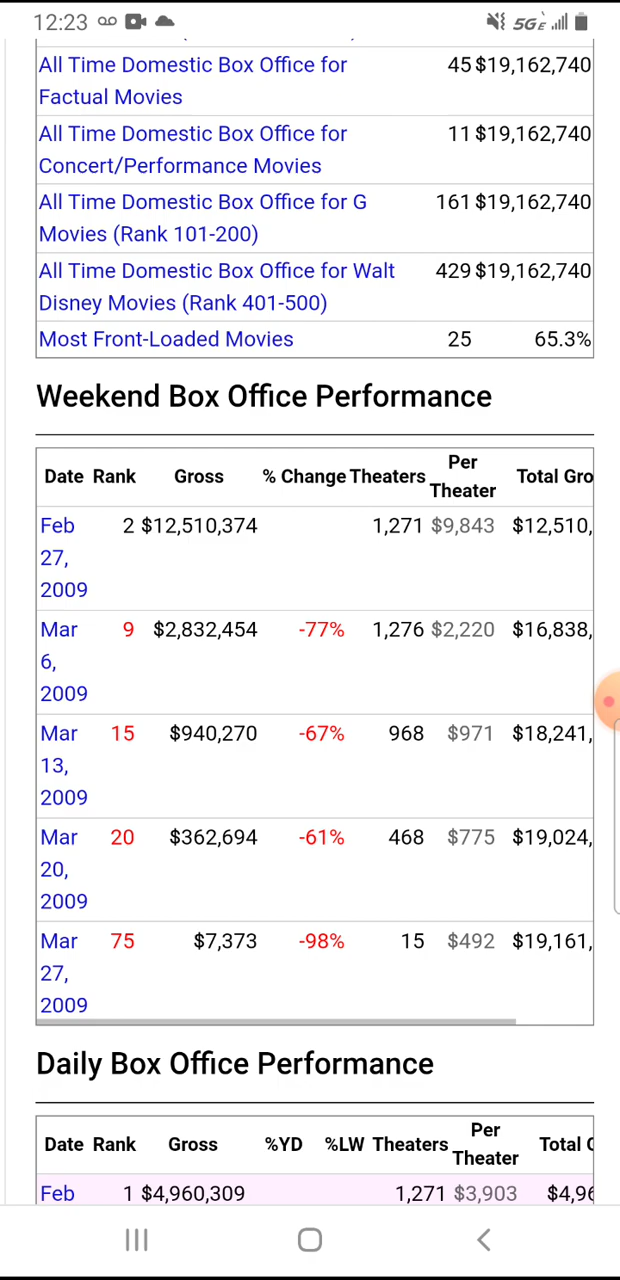 12:23
5GE
All Time Domestic Box Office for 45 $19,162,740
Factual Movies
All Time Domestic Box Office for 11 $19,162,740
Concert/Performance Movies
All Time Domestic Box Office for G 161 $19,162,740
Movies (Rank 101-200)
All Time Domestic Box Office for Walt 429 $19,162,740
Disney Movies (Rank 401-500)
Most Front-Loaded Movies 25 65.3%
Weekend Box Office Performance
Date Rank Gross % Change Theaters Per Theater Total Gro
Feb 2 $12,510,374 1,271 $9,843 $12,510,
27,
2009
Mar 9 $2,832,454 -77% 1,276 $2,220 $16,838,
6,
2009
Mar 15 $940,270 -67% 968 $971 $18,241,
13,
2009
Mar 20 $362,694 -61% 468 $775 $19,024,
20,
2009
Mar 75 $7,373 -98% 15 $492 $19,161,
27,
2009
Daily Box Office Performance
Date Rank Gross %YD %LW Theaters Per Theater Total
Feb 1 $4,960,309 1,271 $3,903 $4,96